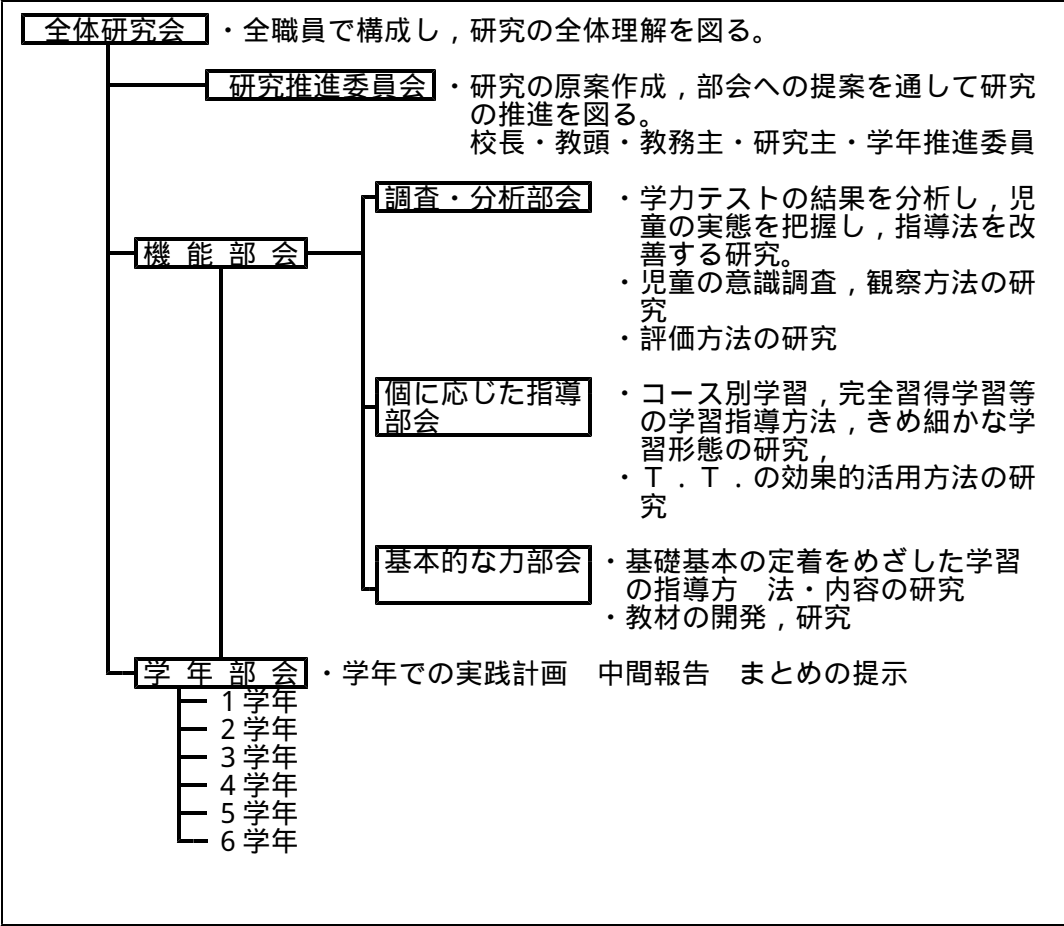 全体研究会 ・全職員で構成し，研究の全体理解を図る。
研究推進委員会 ・研究の原案作成，部会への提案を通して研究
の推進を図る。
校長・教頭・教務主・研究主・学年推進委員
調査・分析部会 ・学力テストの結果を分析し，児
童の実態を把握し，指導法を改
機 能 部 会 善する研究。
・児童の意識調査，観察方法の研
究
・評価方法の研究
個に応じた指導 ・コース別学習，完全習得学習等
部会 の学習指導方法，きめ細かな学
習形態の研究，
・Ｔ．Ｔ．の効果的活用方法の研
究
基本的な力部会 ・基礎基本の定着をめざした学習
の指導方　法・内容の研究
・教材の開発，研究
学 年 部 会 ・学年での実践計画　中間報告　まとめの提示
1学年
2学年
3学年
4学年
5学年
6学年